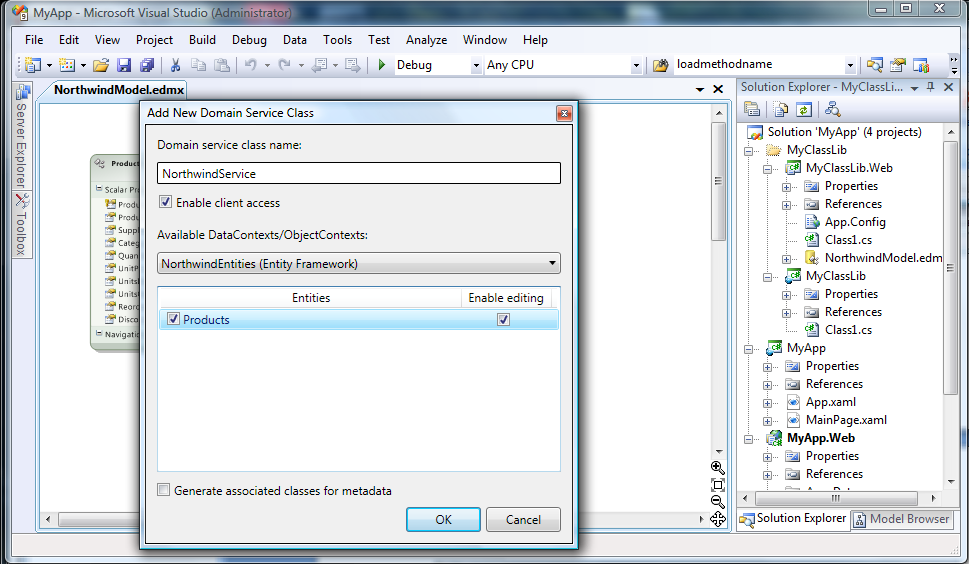 MyApp - Microsoft Visual Studio (Administrator)
File Edit View Project Build Debug Data Tools Test Analyze Window Help
Debug Any CPU loadmethodname
Server Explorer
Toolbox
NorthwindModel.edmx
Scalar
Navigation
Add New Domain Service Class
Domain service class name:
NorthwindService
Enable client access
Available DataContexts/ObjectContexts:
NorthwindEntities (Entity Framework)
Entities Enable editing
Products
Generate associated classes for metadata
OK Cancel
Solution Explorer - MyClassLi...
Solution 'MyApp' (4 projects)
MyClassLib
MyClassLib.Web
Properties
References
App.Config
Class1.cs
NorthwindModel.edm
MyClassLib
Properties
References
Class1.cs
MyApp
Properties
References
App.xaml
MainPage.xaml
MyApp.Web
Properties
References
Solution Explorer Model Browser